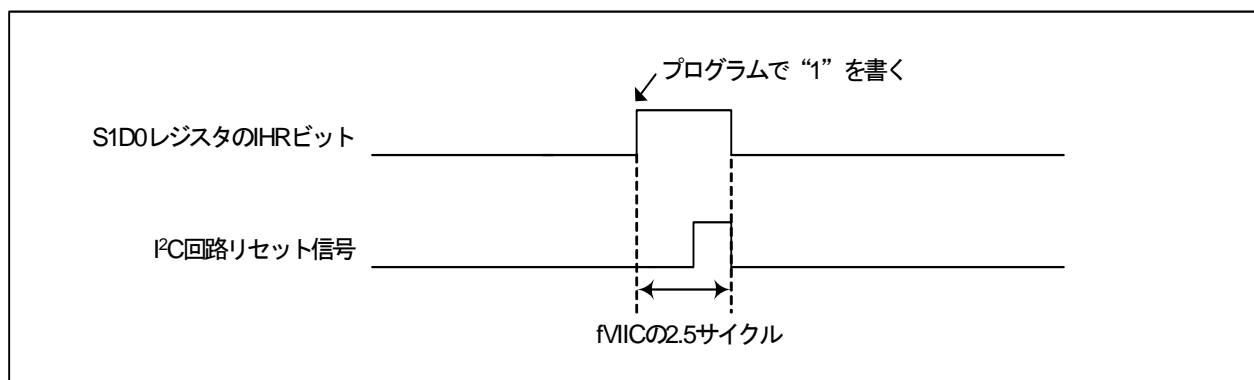 プログラムで “1” を書く
S1D0レジスタのIHRビット
I²C回路リセット信号
fVIICの2.5サイクル